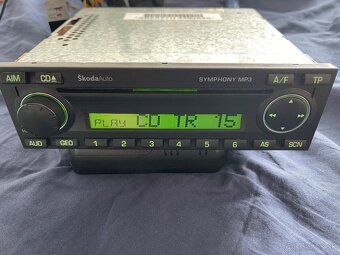 AIM CD⏏ ŠkodaAuto SYMPHONY MP3 A/F TP
PLAY CD TR 15
AUD GEO 1 2 3 4 5 6 AS SCN